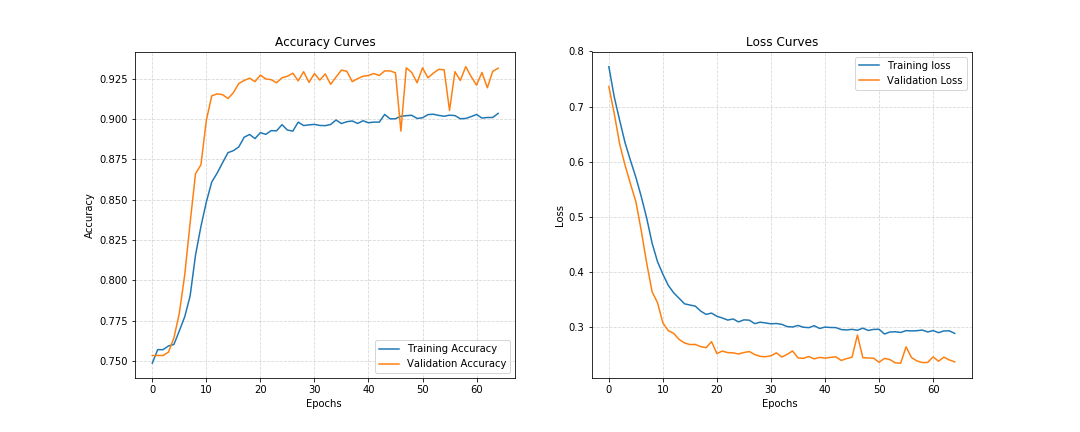 Accuracy Curves
Accuracy
0.925
0.900
0.875
0.850
0.825
0.800
0.775
0.750
Training Accuracy
Validation Accuracy
0 10 20 30 40 50 60
Epochs
Loss Curves
Loss
0.8
0.7
0.6
0.5
0.4
0.3
Training loss
Validation Loss
0 10 20 30 40 50 60
Epochs